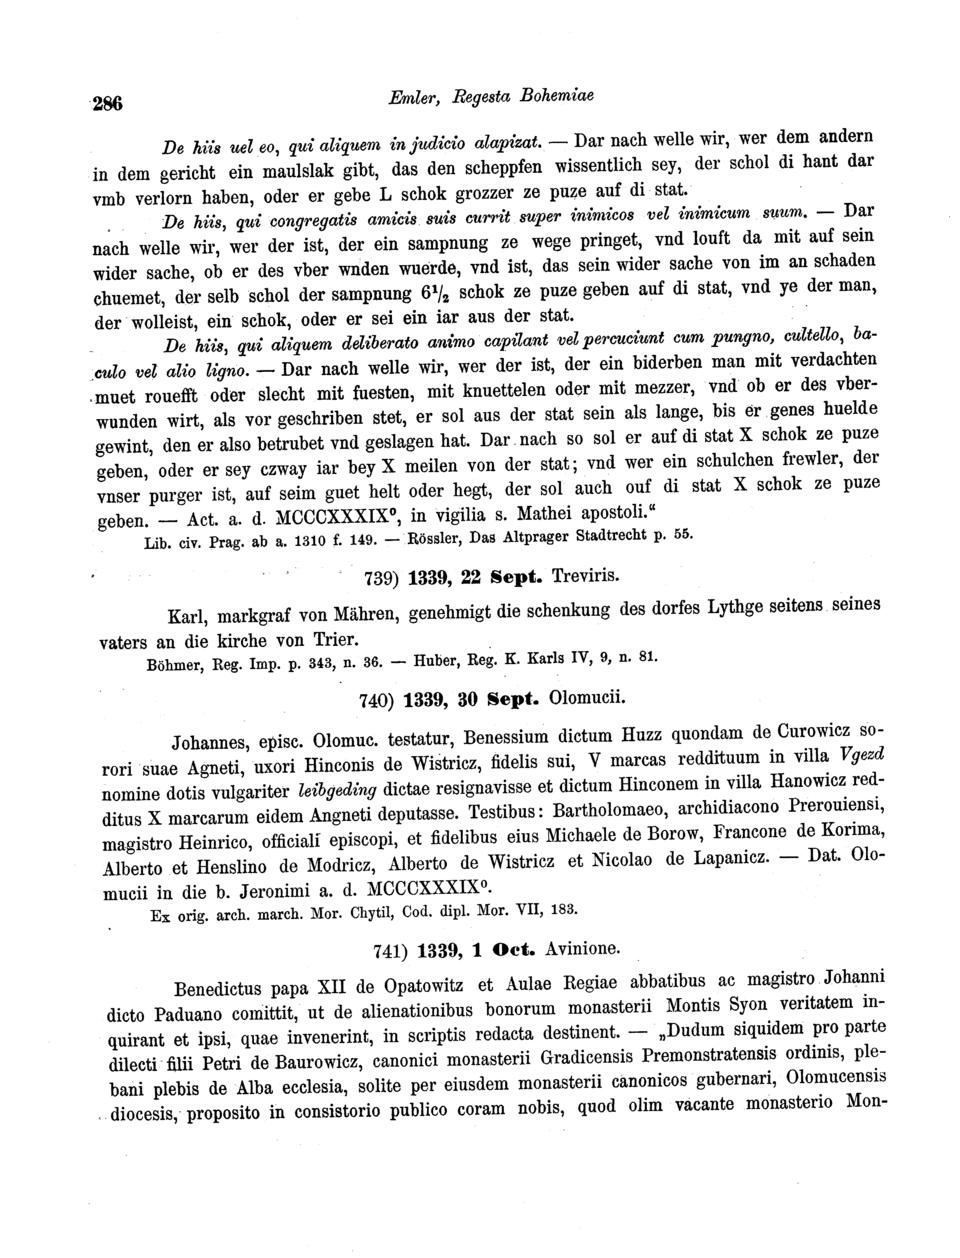 286 Emler, Regesta Bohemiae
De hiis uel eo, qui aliquem in judicio alapizat. — Dar nach welle wir, wer dem andern
in dem gericht ein maulslak gibt, das den scheppfen wissentlich sey, der schol di hant dar
vmb verlorn haben, oder er gebe L schok grozzer ze puze auf di stat.
De hiis, qui congregatis amicis suis currit super inimicos vel inimicum suum. — Dar
nach welle wir, wer der ist, der ein sampnung ze wege pringet, vnd louft da mit auf sein
wider sache, ob er des vber wnden wuerde, vnd ist, das sein wider sache von im an schaden
chuemet, der selb schol der sampnung 6¹/₂ schok ze puze geben auf di stat, vnd ye der man,
der wolleist, ein schok, oder er sei ein iar aus der stat.
De hiis, qui aliquem deliberato animo capilant vel percuciunt cum pungno, cultello, ba-
culo vel alio ligno. — Dar nach welle wir, wer der ist, der ein biderben man mit verdachten
muet rouefft oder slecht mit fuesten, mit knuettelen oder mit mezzer, vnd ob er des vber-
wunden wirt, als vor geschriben stet, er sol aus der stat sein als lange, bis er genes huelde
gewint, den er also betrubet vnd geslagen hat. Dar nach so sol er auf di stat X schok ze puze
geben, oder er sey czway iar bey X meilen von der stat; vnd wer ein schulchen frewler, der
vnser purger ist, auf seim guet helt oder hegt, der sol auch ouf di stat X schok ze puze
geben. — Act. a. d. MCCCXXXIX⁰, in vigilia s. Mathei apostoli.“
Lib. civ. Prag. ab a. 1310 f. 149. — Rössler, Das Altprager Stadtrecht p. 55.
739) 1339, 22 Sept. Treviris.
Karl, markgraf von Mähren, genehmigt die schenkung des dorfes Lythge seitens seines
vaters an die kirche von Trier.
Böhmer, Reg. Imp. p. 343, n. 36. — Huber, Reg. K. Karls IV, 9, n. 81.
740) 1339, 30 Sept. Olomucii.
Johannes, episc. Olomuc. testatur, Benessium dictum Huzz quondam de Curowicz so-
rori suae Agneti, uxori Hinconis de Wistricz, fidelis sui, V marcas reddituum in villa Vgezd
nomine dotis vulgariter leibgeding dictae resignavisse et dictum Hinconem in villa Hanowicz red-
ditus X marcarum eidem Angneti deputasse. Testibus: Bartholomaeo, archidiacono Prerouiensi,
magistro Heinrico, officiali episcopi, et fidelibus eius Michaele de Borow, Francone de Korima,
Alberto et Henslino de Modricz, Alberto de Wistricz et Nicolao de Lapanicz. — Dat. Olo-
mucii in die b. Jeronimi a. d. MCCCXXXIX⁰.
Ex orig. arch. march. Mor. Chytil, Cod. dipl. Mor. VII, 183.
741) 1339, 1 Oct. Avinione.
Benedictus papa XII de Opatowitz et Aulae Regiae abbatibus ac magistro Johanni
dicto Paduano comittit, ut de alienationibus bonorum monasterii Montis Syon veritatem in-
quirant et ipsi, quae invenerint, in scriptis redacta destinent. — „Dudum siquidem pro parte
dilecti filii Petri de Baurowicz, canonici monasterii Gradicensis Premonstratensis ordinis, ple-
bani plebis de Alba ecclesia, solite per eiusdem monasterii canonicos gubernari, Olomucensis
diocesis, proposito in consistorio publico coram nobis, quod olim vacante monasterio Mon-